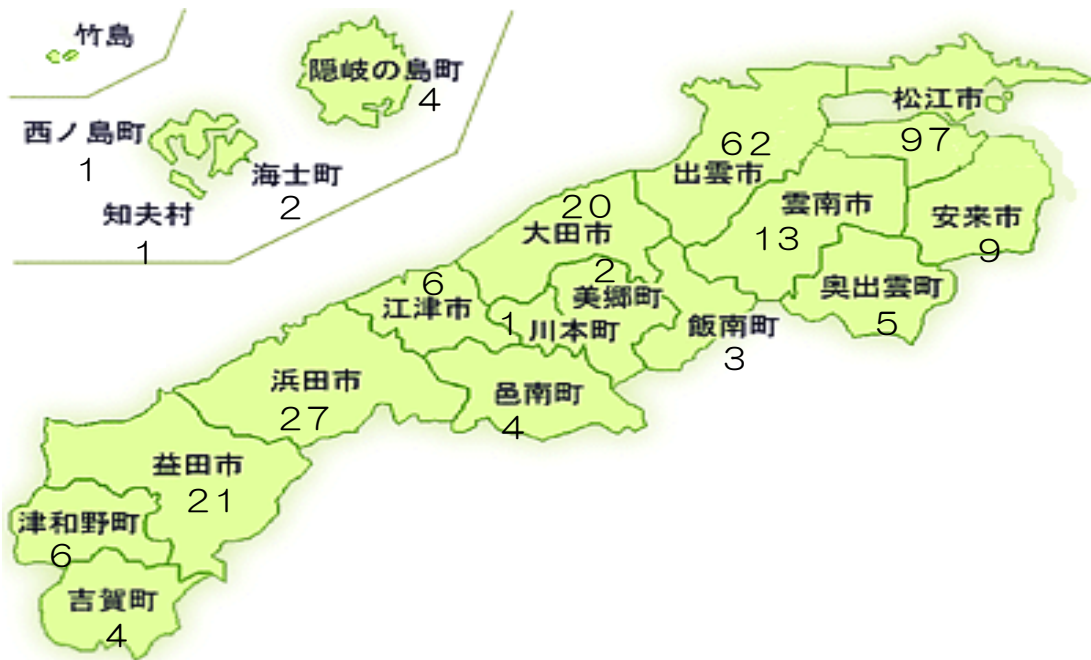 竹島
隠岐の島町
4
西ノ島町
1
海士町
2
知夫村
1
松江市
97
出雲市
62
雲南市
13
安来市
9
奥出雲町
5
大田市
20
美郷町
2
川本町
1
飯南町
3
江津市
6
邑南町
4
浜田市
27
益田市
21
津和野町
6
吉賀町
4